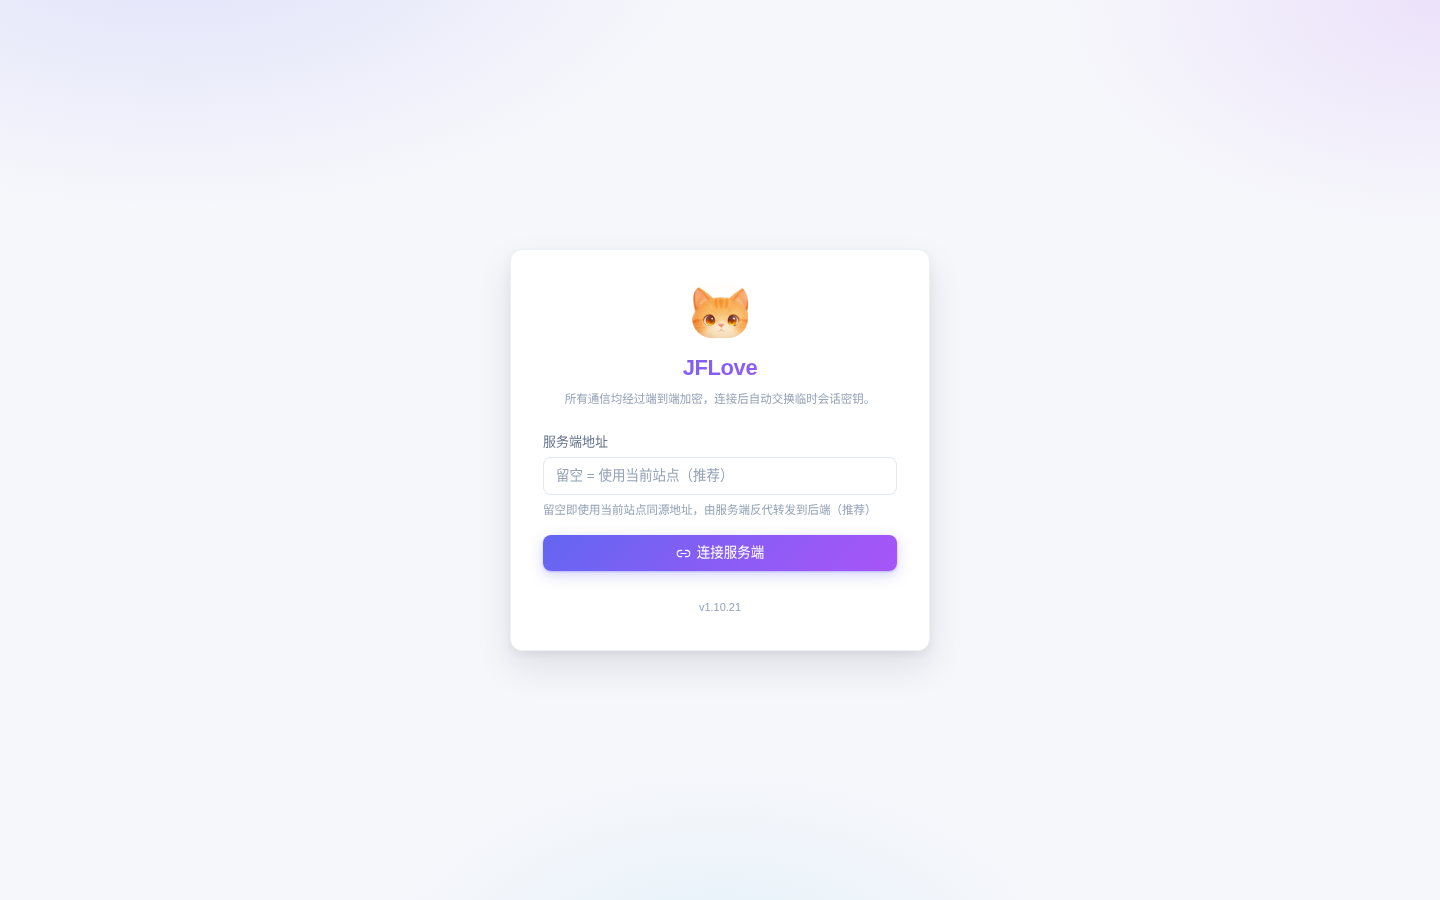 JFLove
所有通信均经过端到端加密，连接后自动交换临时会话密钥。
服务端地址
留空 = 使用当前站点（推荐）
留空即使用当前站点同源地址，由服务端反代转发到后端（推荐）
连接服务端
v1.10.21